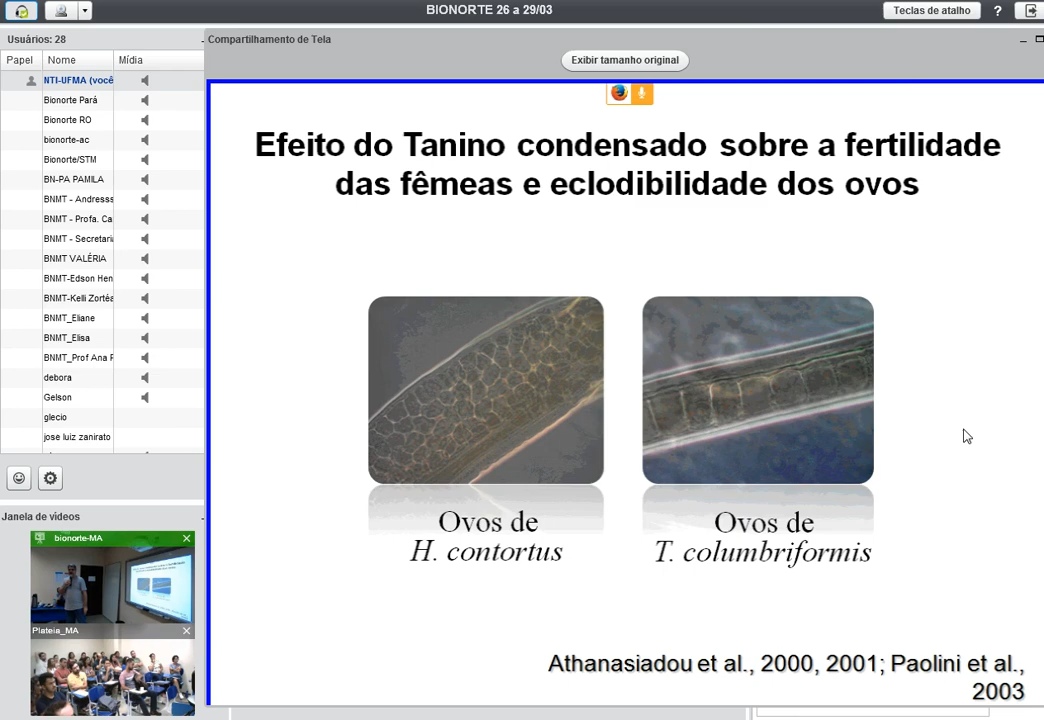 BIONORTE 26 a 29/03
Teclas de atalho
?
Usuários: 28
Compartilhamento de Tela
Papel Nome Mídia
Exibir tamanho original
NTI-UFMA (você
Bionorte Pará
Bionorte RO
bionorte-ac
Bionorte/STM
BN-PA PAMILA
BNMT - Andresss
BNMT - Profa. Ca
BNMT - Secretari
BNMT VALÉRIA
BNMT-Edson Hen
BNMT-Kelli Zortéa
BNMT_Eliane
BNMT_Elisa
BNMT_Prof Ana P
debora
Gelson
glecio
jose luiz zanirato
Janela de videos
bionorte-MA
Plateia_MA
Efeito do Tanino condensado sobre a fertilidade
das fêmeas e eclodibilidade dos ovos
Ovos de
H. contortus
Ovos de
T. columbriformis
Athanasiadou et al., 2000, 2001; Paolini et al.,
2003